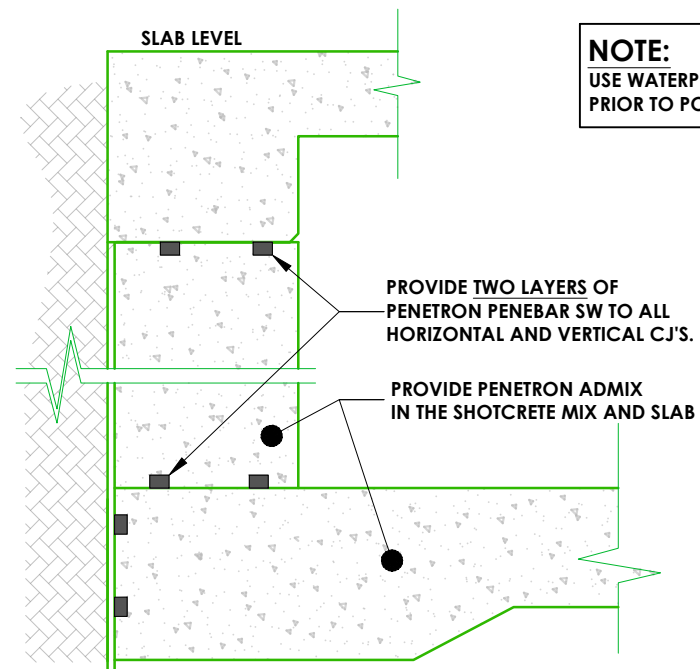 SLAB LEVEL
NOTE:
USE WATERP
PRIOR TO PO
PROVIDE TWO LAYERS OF
PENETRON PENEBAR SW TO ALL
HORIZONTAL AND VERTICAL CJ'S.
PROVIDE PENETRON ADMIX
IN THE SHOTCRETE MIX AND SLAB